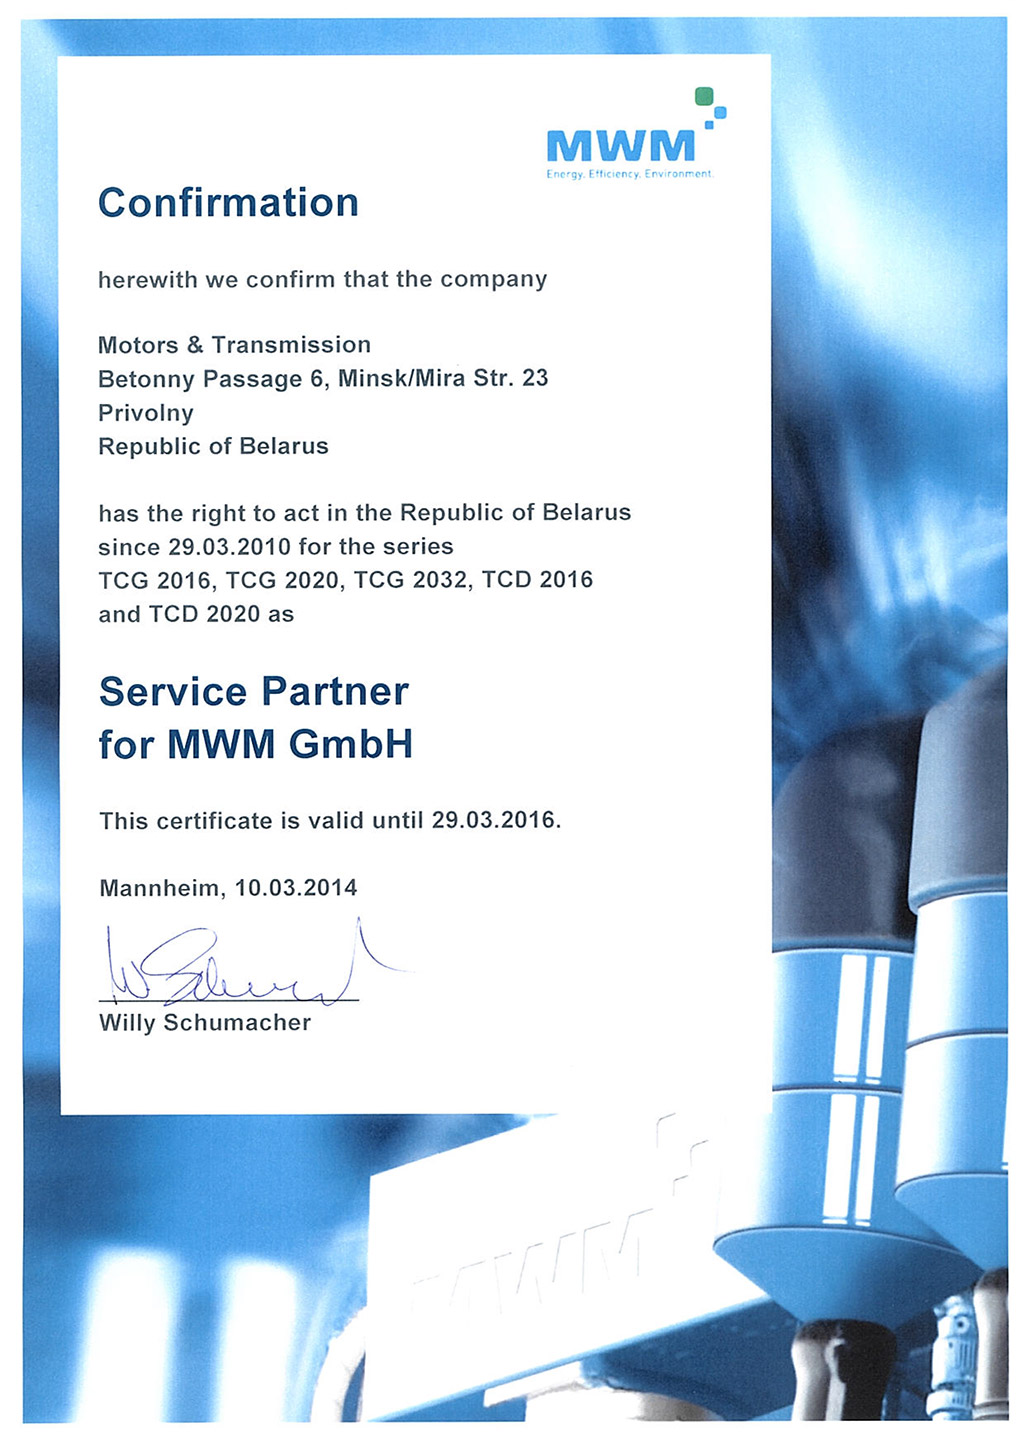 MWM
Energy. Efficiency. Environment.
Confirmation
herewith we confirm that the company
Motors & Transmission
Betonny Passage 6, Minsk/Mira Str. 23
Privolny
Republic of Belarus
has the right to act in the Republic of Belarus
since 29.03.2010 for the series
TCG 2016, TCG 2020, TCG 2032, TCD 2016
and TCD 2020 as
Service Partner
for MWM GmbH
This certificate is valid until 29.03.2016.
Mannheim, 10.03.2014
W Schumacher
Willy Schumacher
MWM